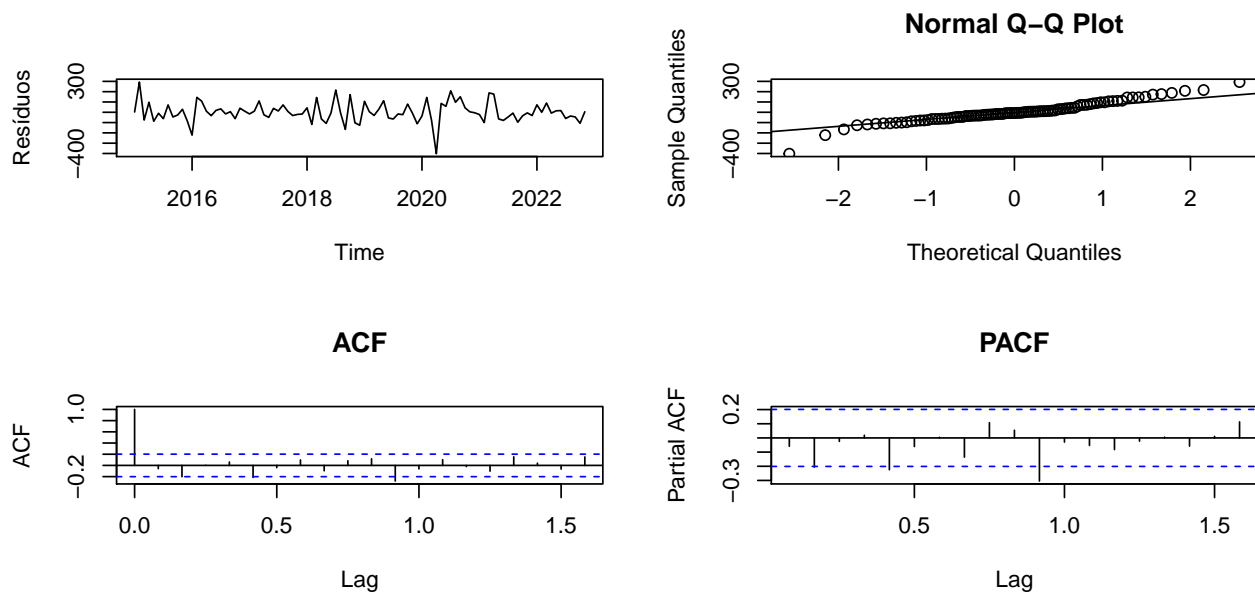 Resíduos
300
−400
2016
2018
2020
2022
Time
Normal Q−Q Plot
Sample Quantiles
300
−400
−2
−1
0
1
2
Theoretical Quantiles
ACF
ACF
1.0
−0.2
0.0
0.5
1.0
1.5
Lag
PACF
Partial ACF
0.2
−0.3
0.5
1.0
1.5
Lag